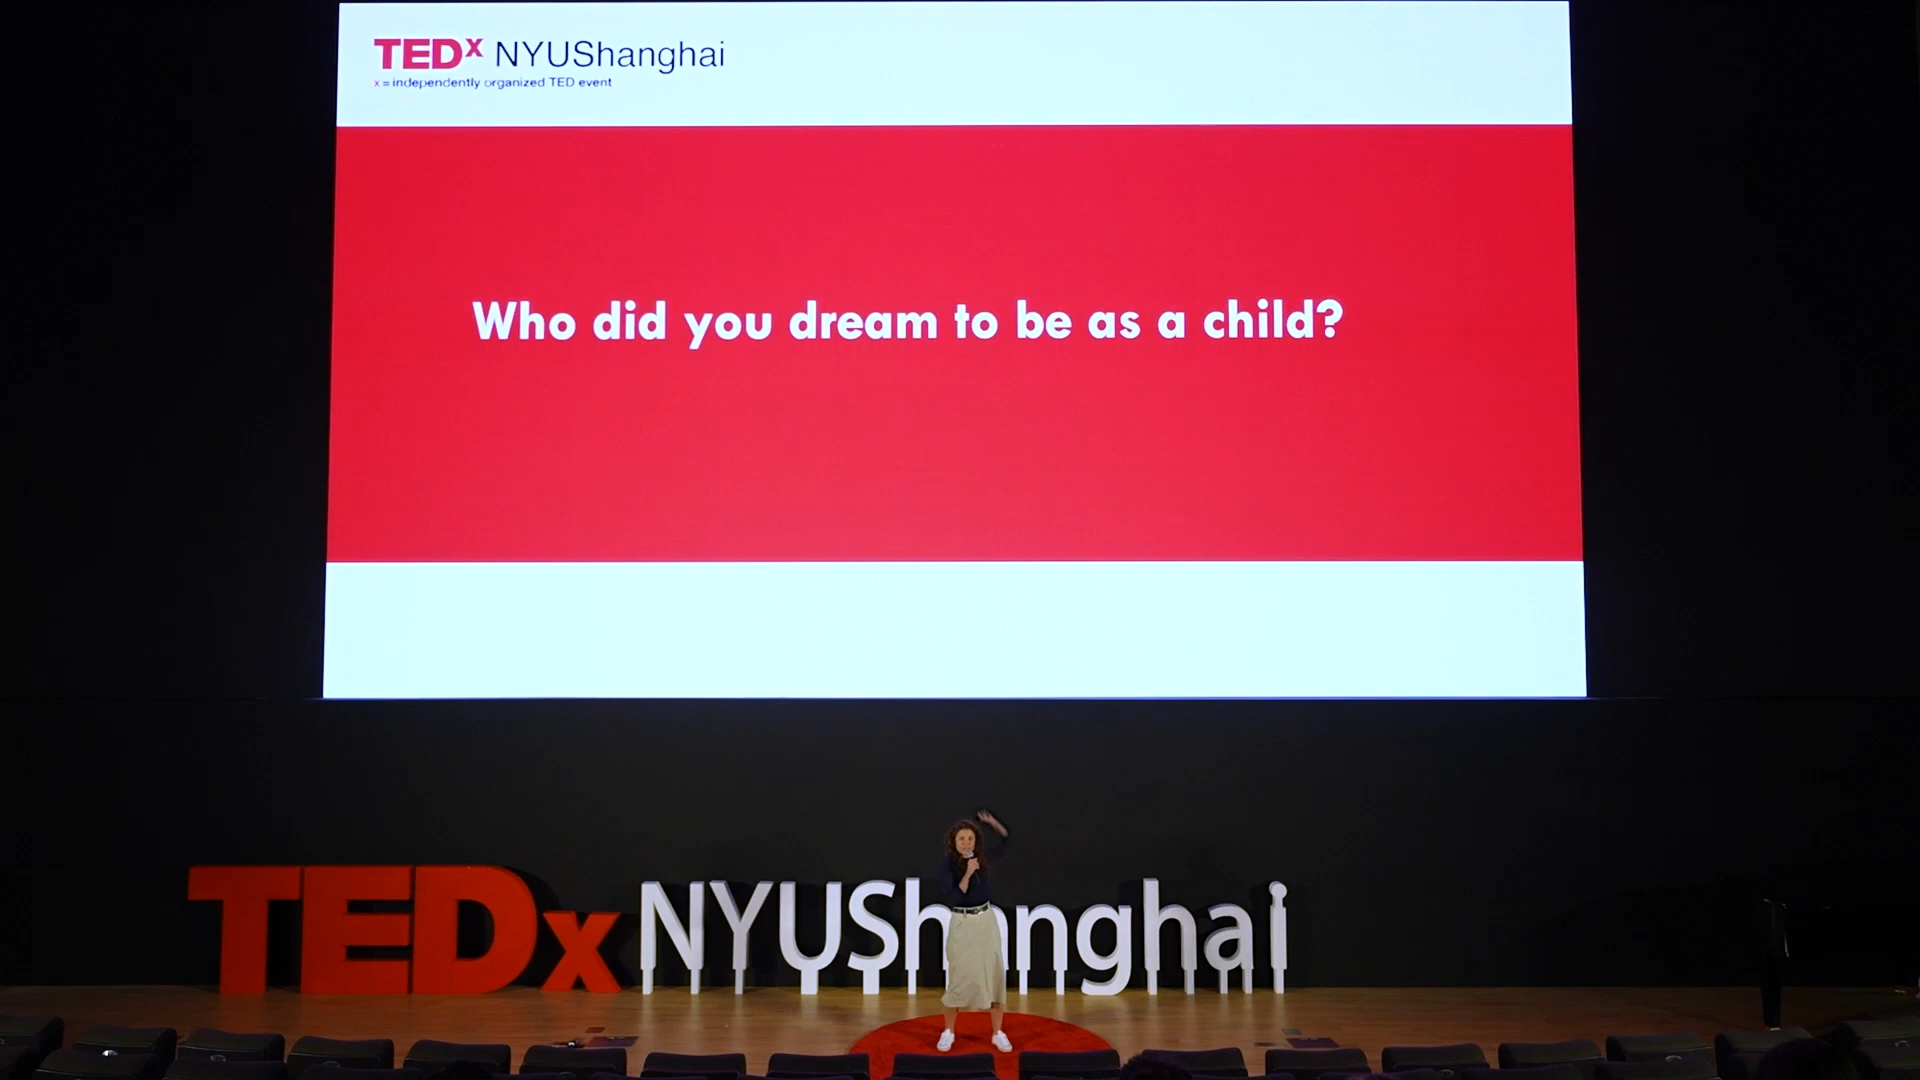 TEDx NYUShanghai
x = independently organized TED event
Who did you dream to be as a child?
TEDx NYUShanghai